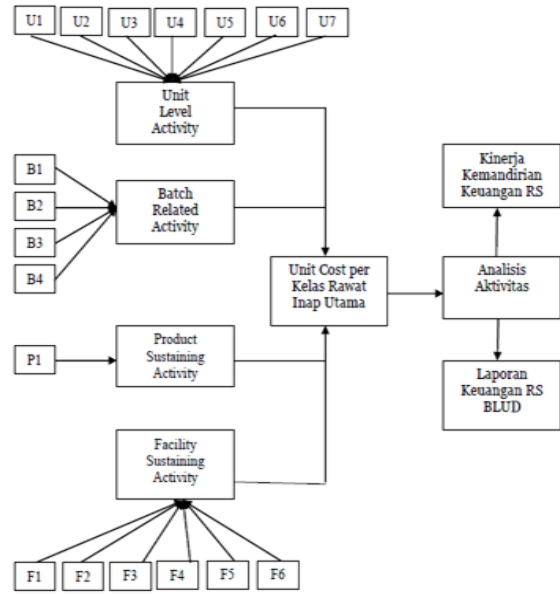 U1 U2 U3 U4 U5 U6 U7
Unit
Level
Activity
B1
B2
B3
B4
Batch
Related
Activity
P1
Product
Sustaining
Activity
Facility
Sustaining
Activity
F1 F2 F3 F4 F5 F6
Unit Cost per
Kelas Rawat
Inap Utama
Kinerja
Kemandirian
Keuangan RS
Analisis
Aktivitas
Laporan
Keuangan RS
BLUD